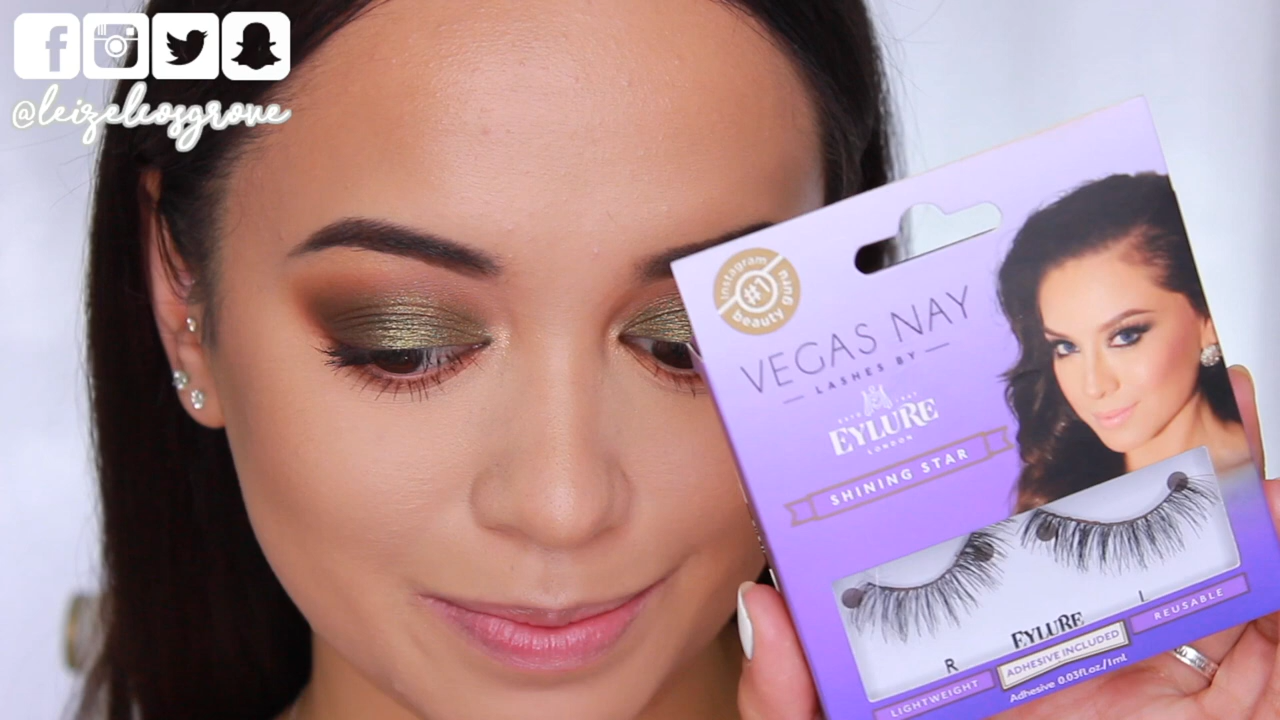 @leizelcosgrove
Instagram
#1
beauty guru
VEGAS NAY
LASHES BY
EYLURE
LONDON
SHINING STAR
R
EYLURE
L
LIGHTWEIGHT
ADHESIVE INCLUDED
REUSABLE
Adhesive 0.03fl.oz./1ml